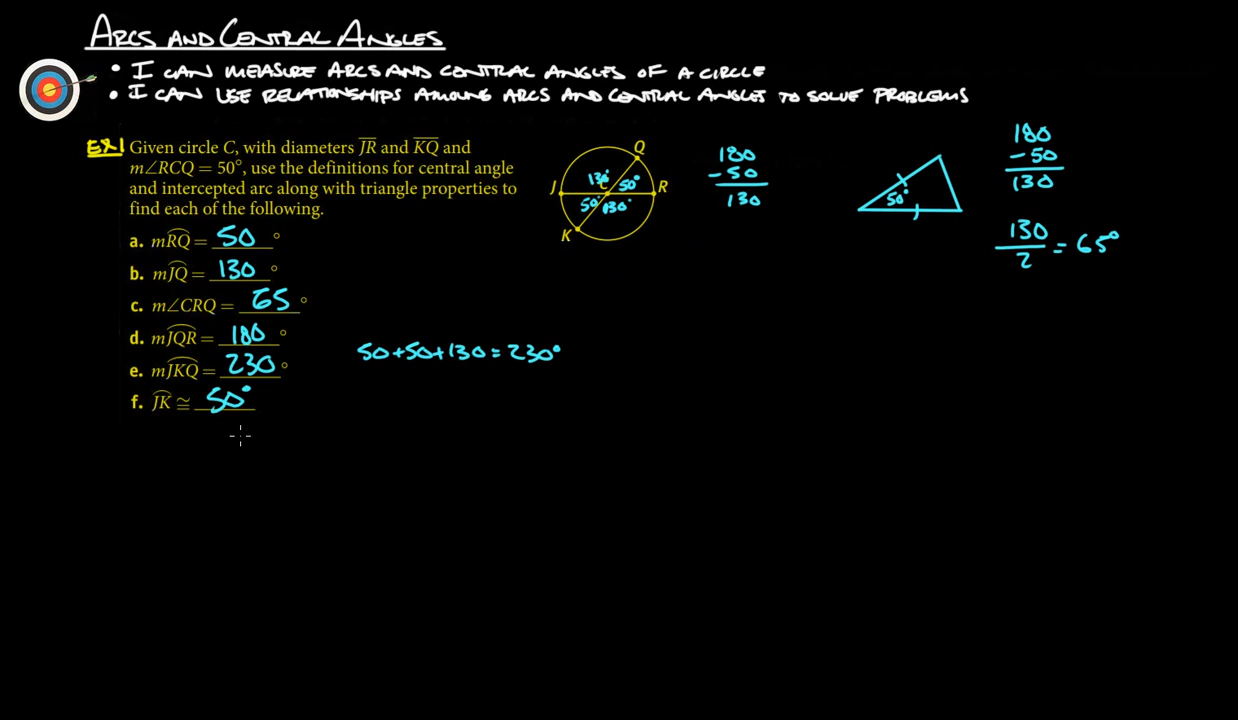 ARCS AND CENTRAL ANGLES
• I CAN MEASURE ARCS AND CENTRAL ANGLES OF A CIRCLE
• I CAN USE RELATIONSHIPS AMONG ARCS AND CENTRAL ANGLES TO SOLVE PROBLEMS
EX1 Given circle C, with diameters JR and KQ and
m∠RCQ = 50°, use the definitions for central angle
and intercepted arc along with triangle properties to
find each of the following.
a. mRQ = 50°
b. mJQ = 130°
c. m∠CRQ = 65°
d. mJQR = 180°
e. mJKQ = 230°
f. JK ≅ 50°
50+50+130=230°
Q
130° C 50°
J R
50° 130°
K
180
-50
130
50°
180
-50
130
130/2 = 65°